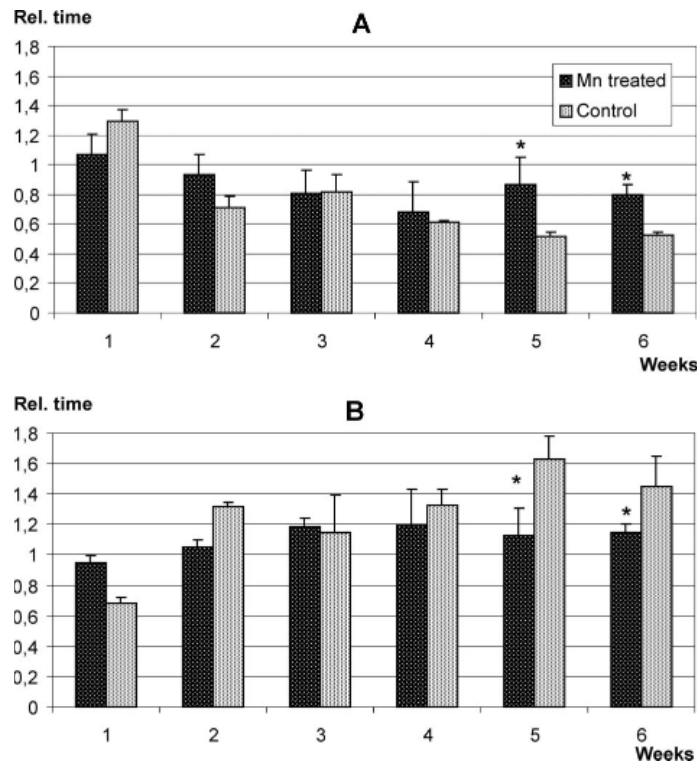 Rel. time
A
1,8
1,6
1,4
1,2
1
0,8
0,6
0,4
0,2
0
Mn treated
Control
*
*
1 2 3 4 5 6
Weeks
Rel. time
B
1,8
1,6
1,4
1,2
1
0,8
0,6
0,4
0,2
0
*
*
1 2 3 4 5 6
Weeks